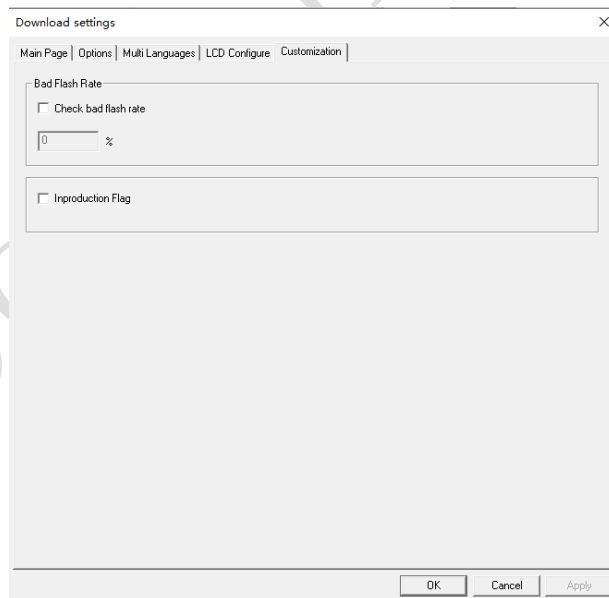 Download settings
Main Page Options Multi Languages LCD Configure Customization
Bad Flash Rate
Check bad flash rate
0 %
Inproduction Flag
OK Cancel Apply